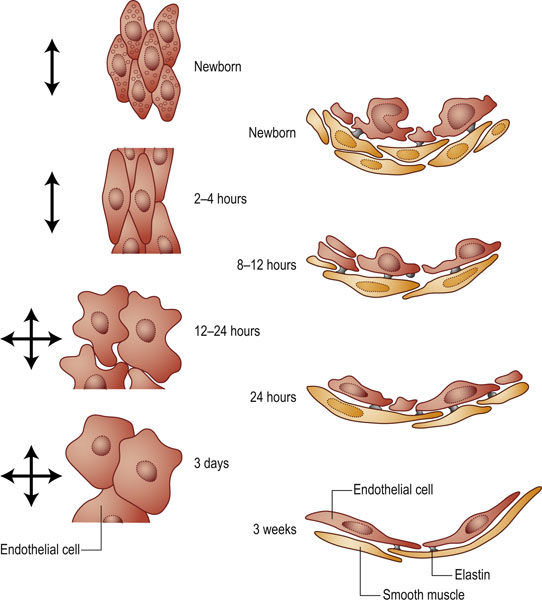 Newborn
2–4 hours
12–24 hours
3 days
Endothelial cell
Newborn
8–12 hours
24 hours
3 weeks
Endothelial cell
Elastin
Smooth muscle